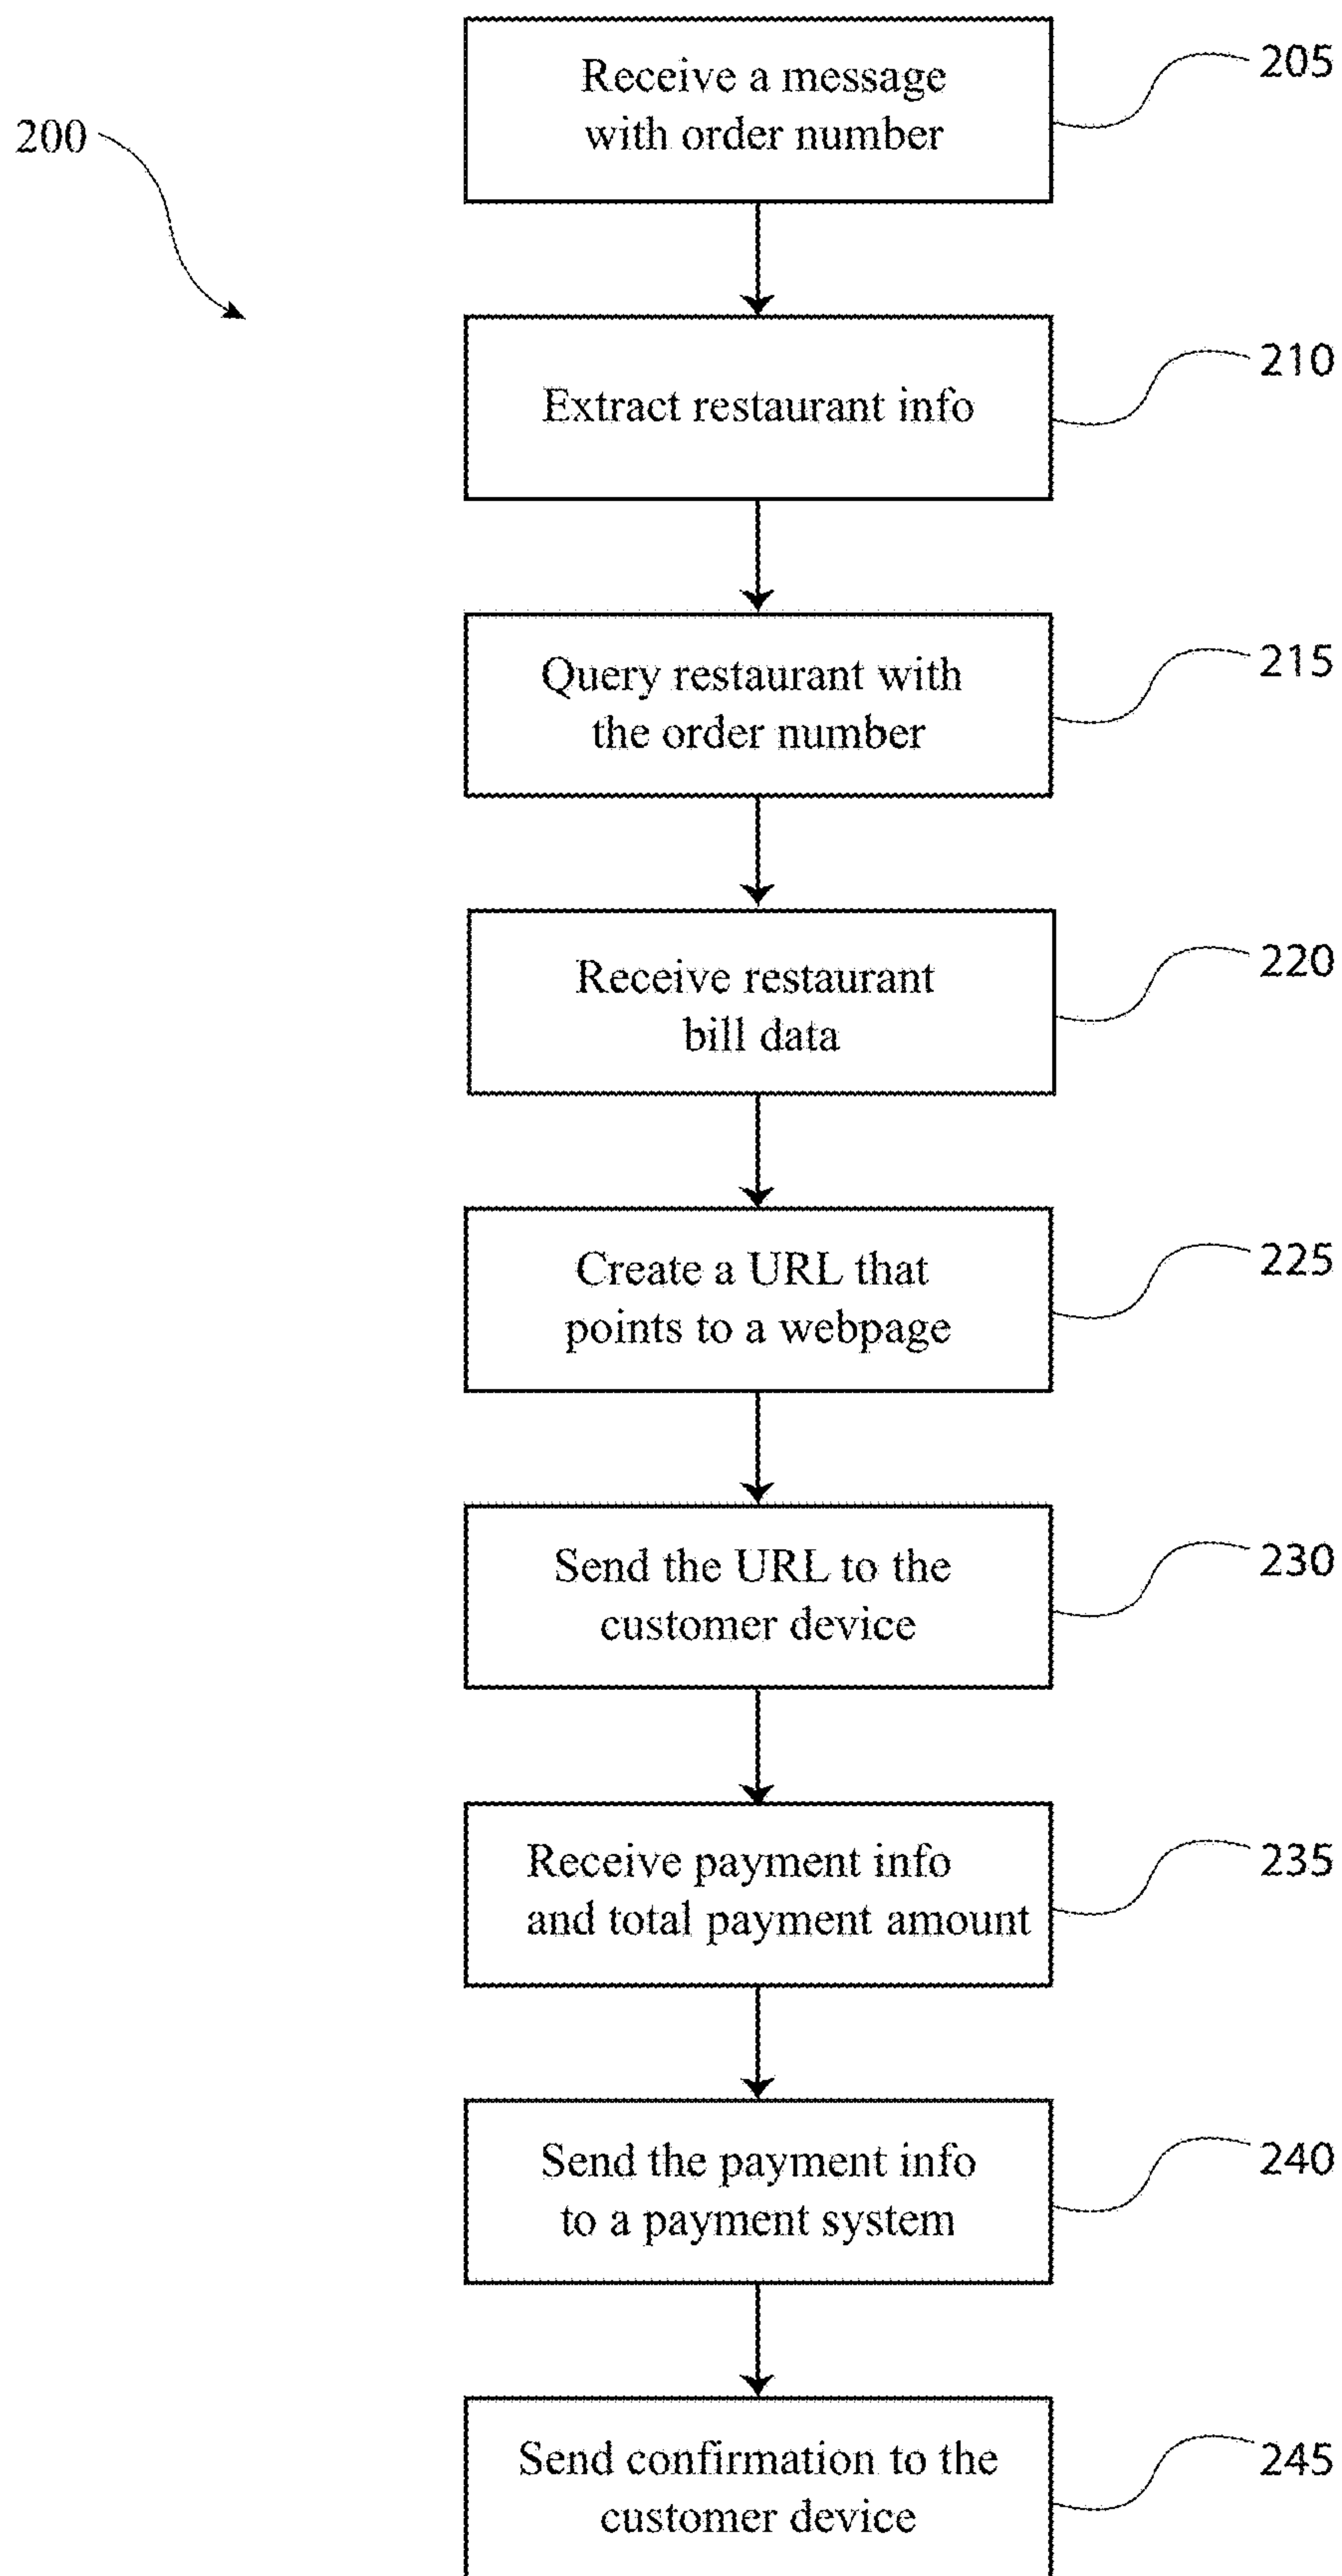 Receive a message
with order number
205
200
Extract restaurant info
210
Query restaurant with
the order number
215
Receive restaurant
bill data
220
Create a URL that
points to a webpage
225
Send the URL to the
customer device
230
Receive payment info
and total payment amount
235
Send the payment info
to a payment system
240
Send confirmation to the
customer device
245